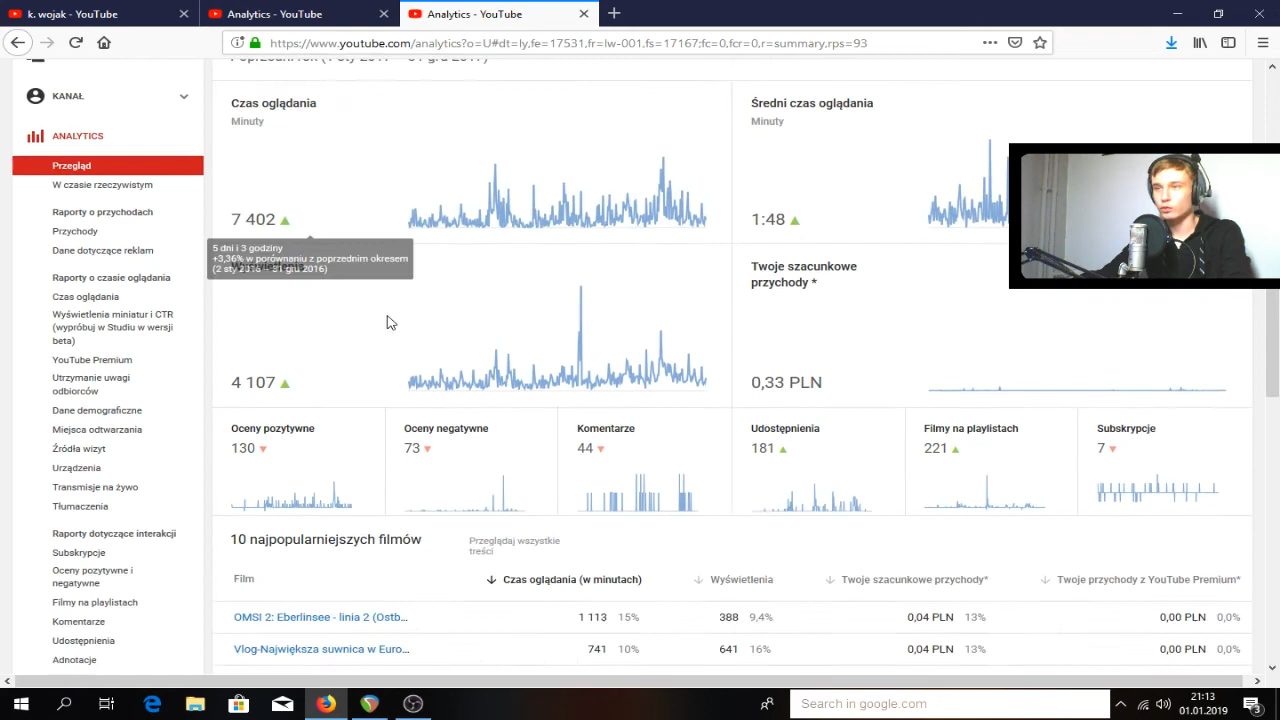 k. wojak - YouTube
Analytics - YouTube
Analytics - YouTube
https://www.youtube.com/analytics?o=U#dt=ly,fe=17531,fr=lw-001,fs=17167;fc=0,fcr=0,r=summary,rps=93
KANAŁ
ANALYTICS
Przegląd
W czasie rzeczywistym
Raporty o przychodach
Przychody
Dane dotyczące reklam
Raporty o czasie oglądania
Czas oglądania
Wyświetlenia miniatur i CTR
(wypróbuj w Studiu w wersji
beta)
YouTube Premium
Utrzymanie uwagi
odbiorców
Dane demograficzne
Miejsca odtwarzania
Źródła wizyt
Urządzenia
Transmisje na żywo
Tłumaczenia
Raporty dotyczące interakcji
Subskrypcje
Oceny pozytywne i
negatywne
Filmy na playlistach
Komentarze
Udostępnienia
Adnotacje
Czas oglądania
Minuty
7 402
5 dni i 3 godziny
+3,36% w porównaniu z poprzednim okresem
(2 sty 2016 – 31 gru 2016)
Średni czas oglądania
Minuty
1:48
Wyświetlenia
4 107
Twoje szacunkowe
przychody *
0,33 PLN
Oceny pozytywne
130
Oceny negatywne
73
Komentarze
44
Udostępnienia
181
Filmy na playlistach
221
Subskrypcje
7
10 najpopularniejszych filmów
Przeglądaj wszystkie
treści
Film Czas oglądania (w minutach) Wyświetlenia Twoje szacunkowe przychody* Twoje przychody z YouTube Premium*
OMSI 2: Eberlinsee - linia 2 (Ostb... 1 113 15% 388 9,4% 0,04 PLN 13% 0,00 PLN 0,0%
Vlog-Największa suwnica w Euro... 741 10% 641 16% 0,04 PLN 13% 0,00 PLN 0,0%
Search in google.com
21:13
01.01.2019
3